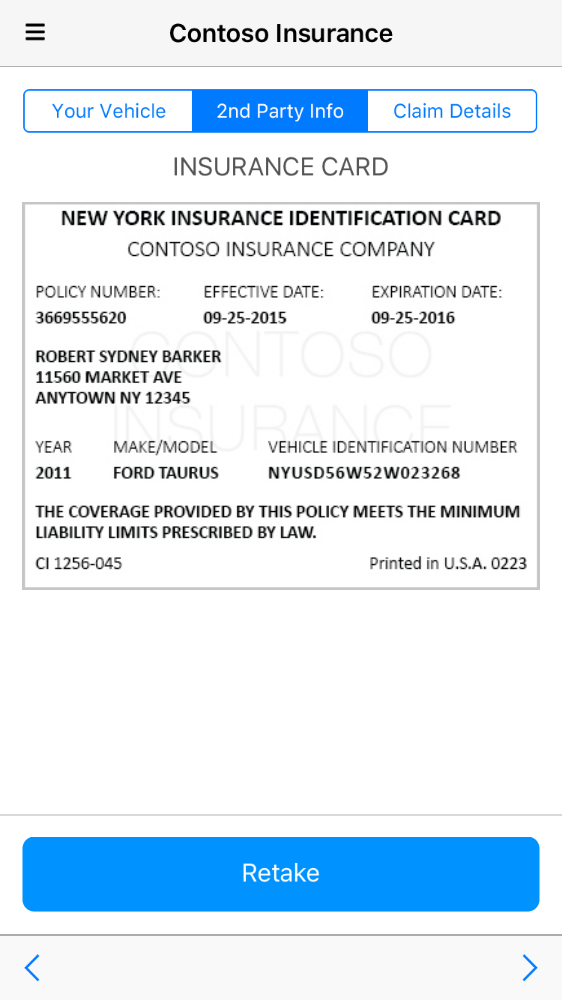 Contoso Insurance
Your Vehicle 2nd Party Info Claim Details
INSURANCE CARD
NEW YORK INSURANCE IDENTIFICATION CARD
CONTOSO INSURANCE COMPANY
POLICY NUMBER: EFFECTIVE DATE: EXPIRATION DATE:
3669555620 09-25-2015 09-25-2016
CONTOSO
INSURANCE
ROBERT SYDNEY BARKER
11560 MARKET AVE
ANYTOWN NY 12345
YEAR MAKE/MODEL VEHICLE IDENTIFICATION NUMBER
2011 FORD TAURUS NYUSD56W52W023268
THE COVERAGE PROVIDED BY THIS POLICY MEETS THE MINIMUM
LIABILITY LIMITS PRESCRIBED BY LAW.
CI 1256-045 Printed in U.S.A. 0223
Retake